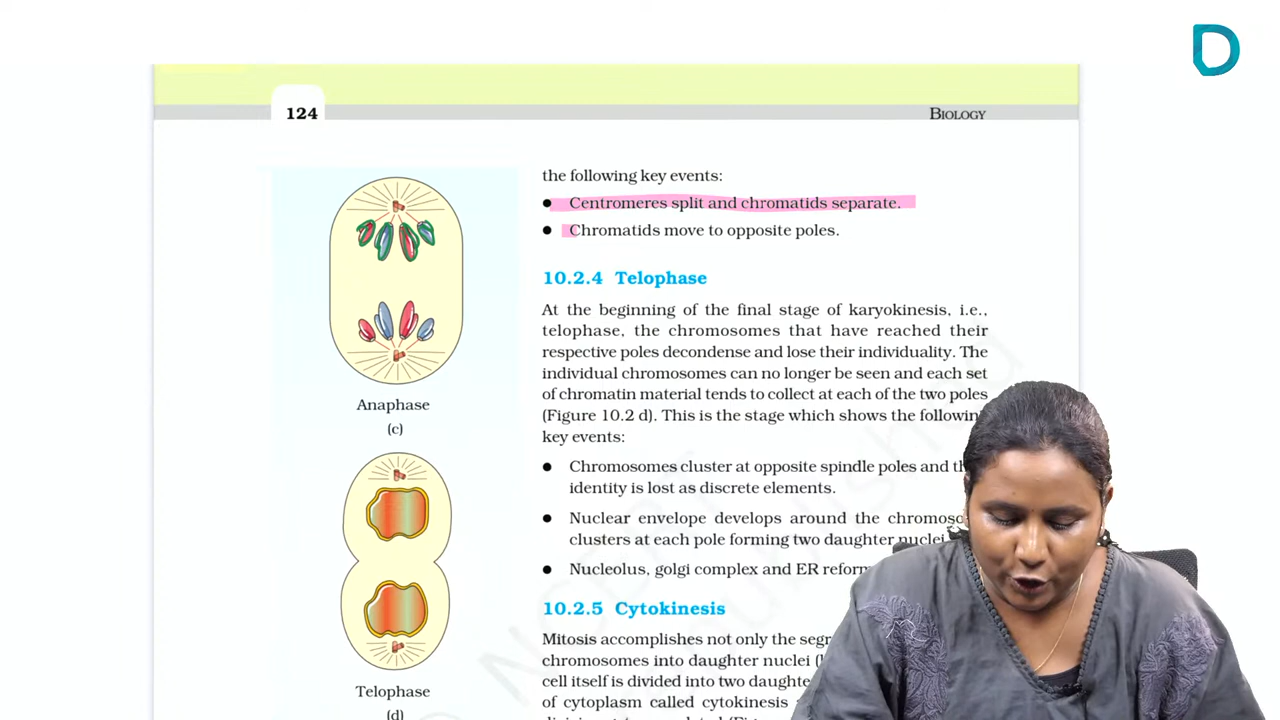 D
124
BIOLOGY
the following key events:
● Centromeres split and chromatids separate.
● Chromatids move to opposite poles.
10.2.4 Telophase
At the beginning of the final stage of karyokinesis, i.e.,
telophase, the chromosomes that have reached their
respective poles decondense and lose their individuality. The
individual chromosomes can no longer be seen and each set
of chromatin material tends to collect at each of the two poles
(Figure 10.2 d). This is the stage which shows the following
key events:
● Chromosomes cluster at opposite spindle poles and
identity is lost as discrete elements.
● Nuclear envelope develops around the
clusters at each pole forming two daughter nuclei
● Nucleolus, golgi complex and ER reform
10.2.5 Cytokinesis
Mitosis accomplishes not only the
chromosomes into daughter nuclei
cell itself is divided into two
of cytoplasm called cytokinesis
Anaphase
(c)
Telophase
(d)